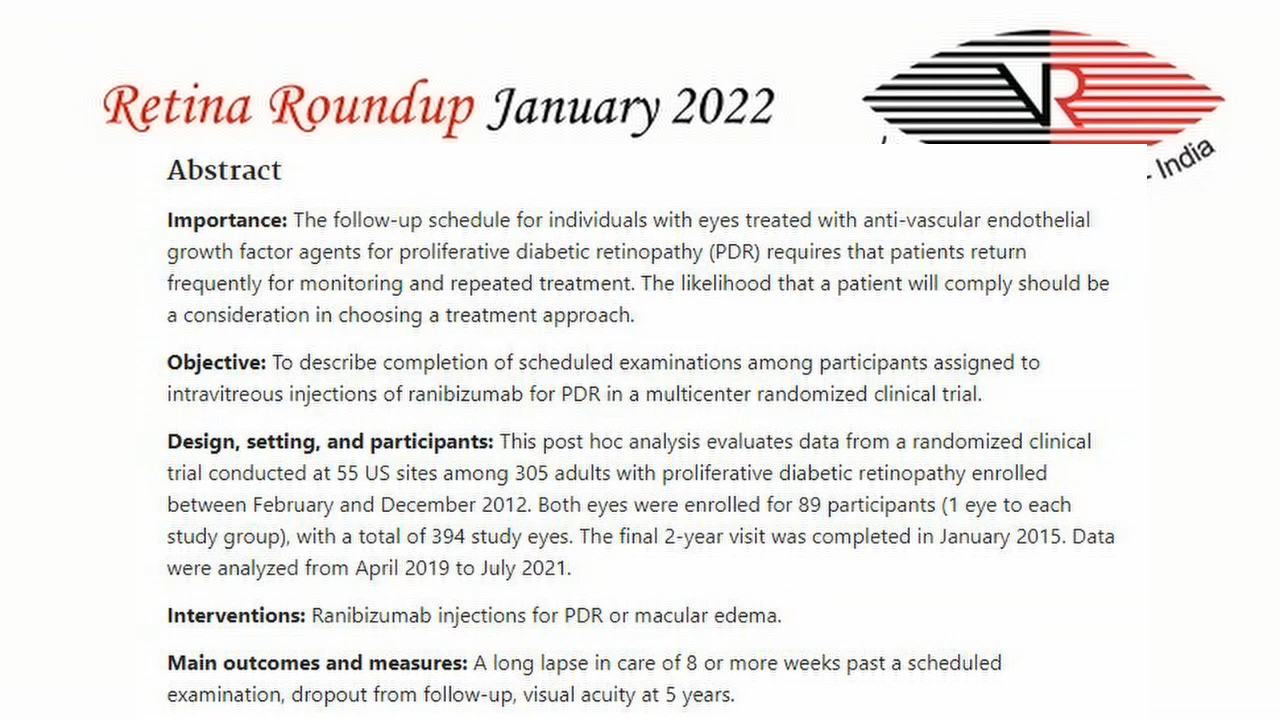 Retina Roundup January 2022
VR
- India
Abstract
Importance: The follow-up schedule for individuals with eyes treated with anti-vascular endothelial
growth factor agents for proliferative diabetic retinopathy (PDR) requires that patients return
frequently for monitoring and repeated treatment. The likelihood that a patient will comply should be
a consideration in choosing a treatment approach.
Objective: To describe completion of scheduled examinations among participants assigned to
intravitreous injections of ranibizumab for PDR in a multicenter randomized clinical trial.
Design, setting, and participants: This post hoc analysis evaluates data from a randomized clinical
trial conducted at 55 US sites among 305 adults with proliferative diabetic retinopathy enrolled
between February and December 2012. Both eyes were enrolled for 89 participants (1 eye to each
study group), with a total of 394 study eyes. The final 2-year visit was completed in January 2015. Data
were analyzed from April 2019 to July 2021.
Interventions: Ranibizumab injections for PDR or macular edema.
Main outcomes and measures: A long lapse in care of 8 or more weeks past a scheduled
examination, dropout from follow-up, visual acuity at 5 years.